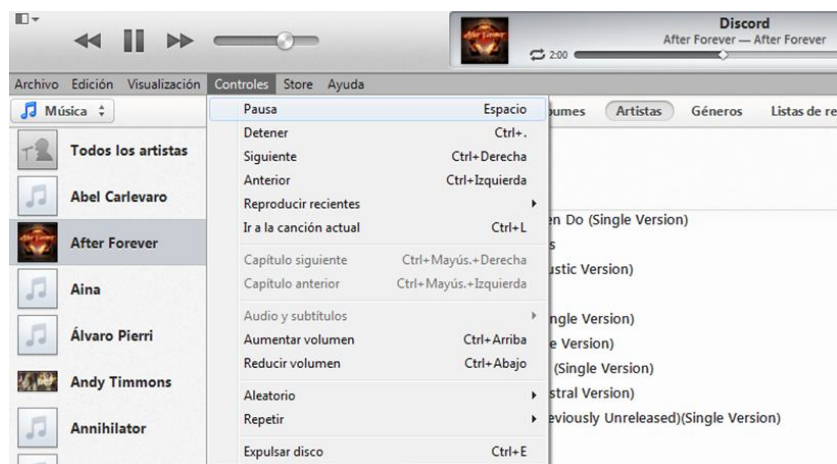 Discord
After Forever — After Forever
2:00
Archivo Edición Visualización Controles Store Ayuda
Música
Artistas Géneros Listas de re
Todos los artistas
Abel Carlevaro
After Forever
Aina
Álvaro Pierri
Andy Timmons
Annihilator
Pausa Espacio
Detener Ctrl+.
Siguiente Ctrl+Derecha
Anterior Ctrl+Izquierda
Reproducir recientes
Ir a la canción actual Ctrl+L
Capítulo siguiente Ctrl+Mayús.+Derecha
Capítulo anterior Ctrl+Mayús.+Izquierda
Audio y subtítulos
Aumentar volumen Ctrl+Arriba
Reducir volumen Ctrl+Abajo
Aleatorio
Repetir
Expulsar disco Ctrl+E
en Do (Single Version)
s
ustic Version)
ngle Version)
e Version)
(Single Version)
stral Version)
eviously Unreleased)(Single Version)